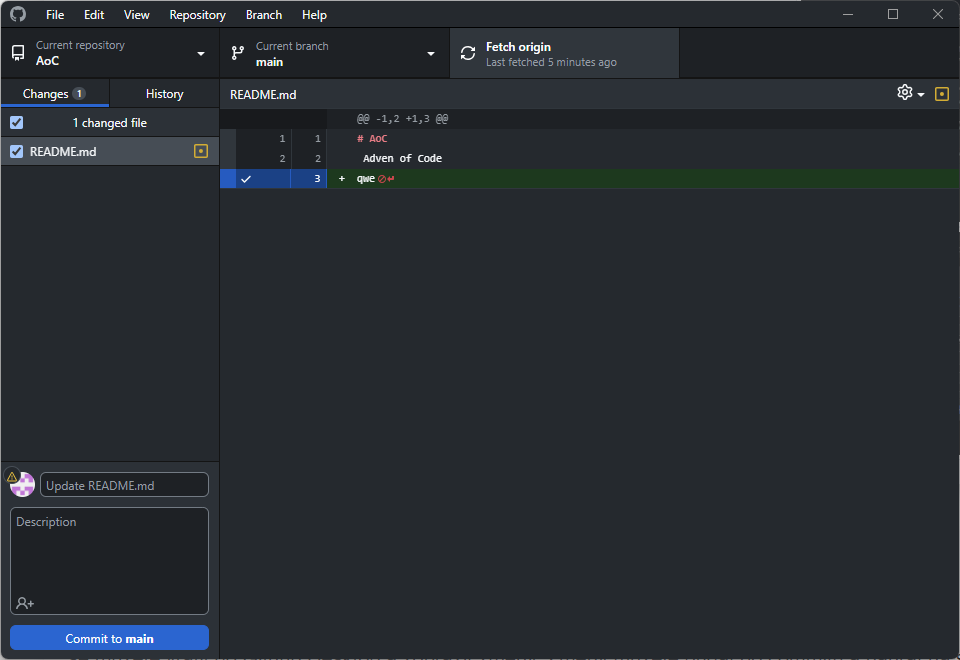 File Edit View Repository Branch Help
Current repository
AoC
Current branch
main
Fetch origin
Last fetched 5 minutes ago
Changes 1
History
README.md
1 changed file
@@ -1,2 +1,3 @@
README.md
1 1 # AoC
2 2 Adven of Code
3 + qwe
Update README.md
Description
Commit to main